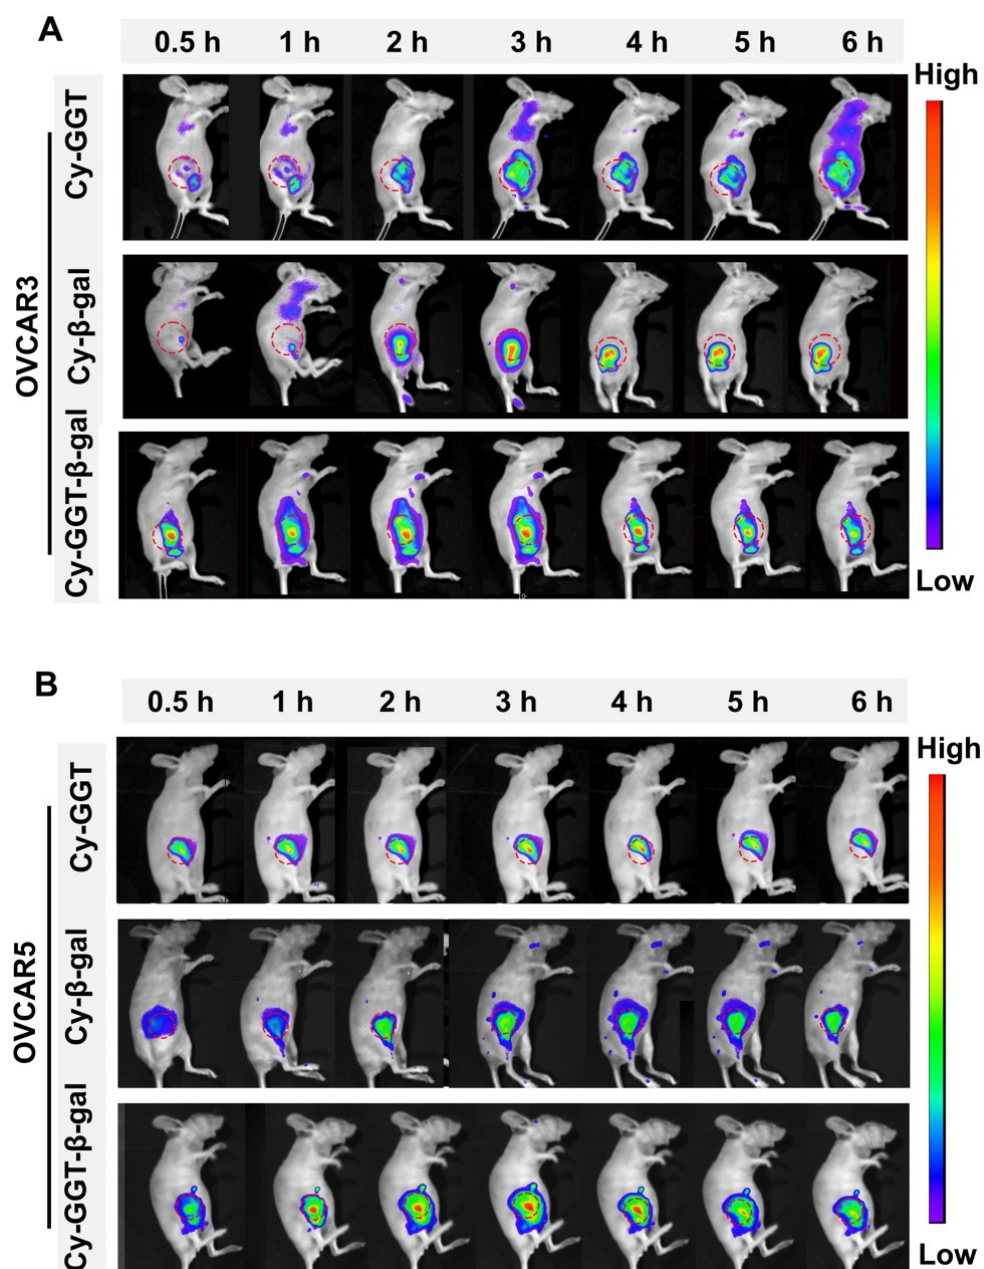 A
0.5 h 1 h 2 h 3 h 4 h 5 h 6 h
High
OVCAR3
Cy-GGT
Cy-β-gal
Cy-GGT-β-gal
Low
B
0.5 h 1 h 2 h 3 h 4 h 5 h 6 h
High
OVCAR5
Cy-GGT
Cy-β-gal
Cy-GGT-β-gal
Low